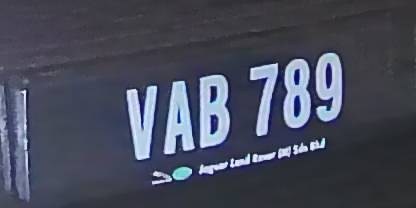 VAB 789
Jaguar Land Rover (M) Sdn Bhd